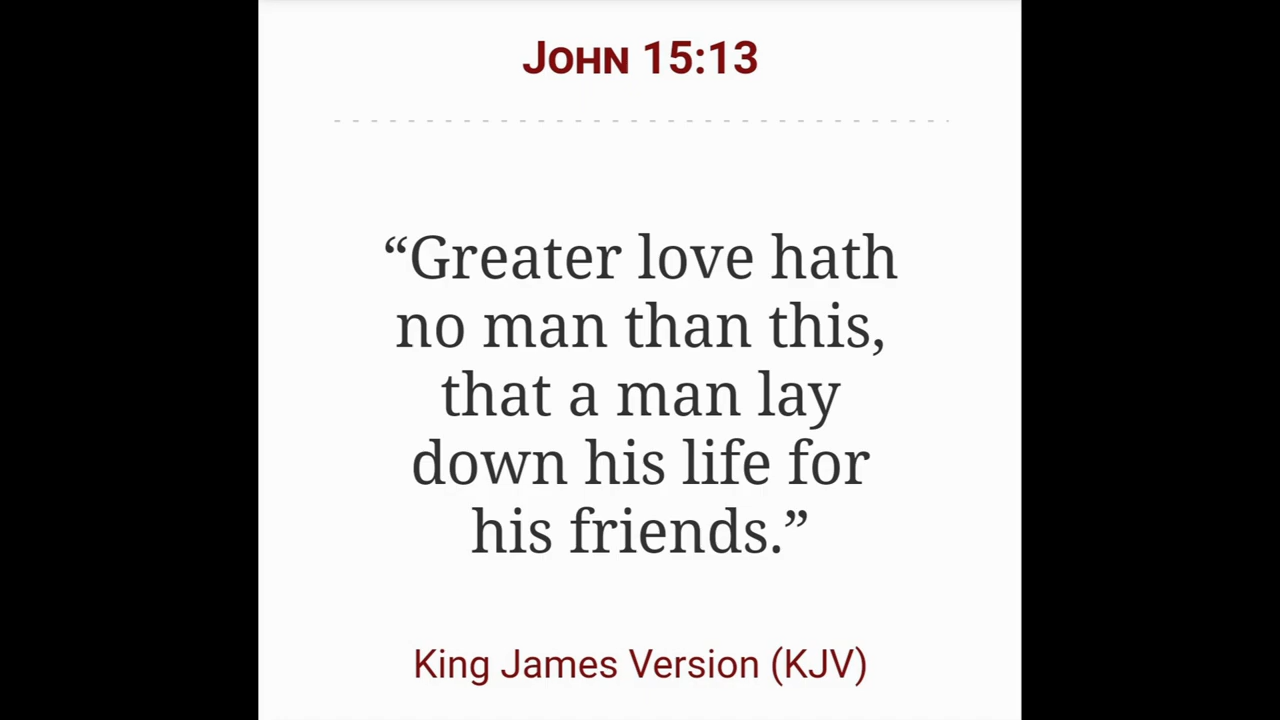 John 15:13
“Greater love hath
no man than this,
that a man lay
down his life for
his friends.”
King James Version (KJV)